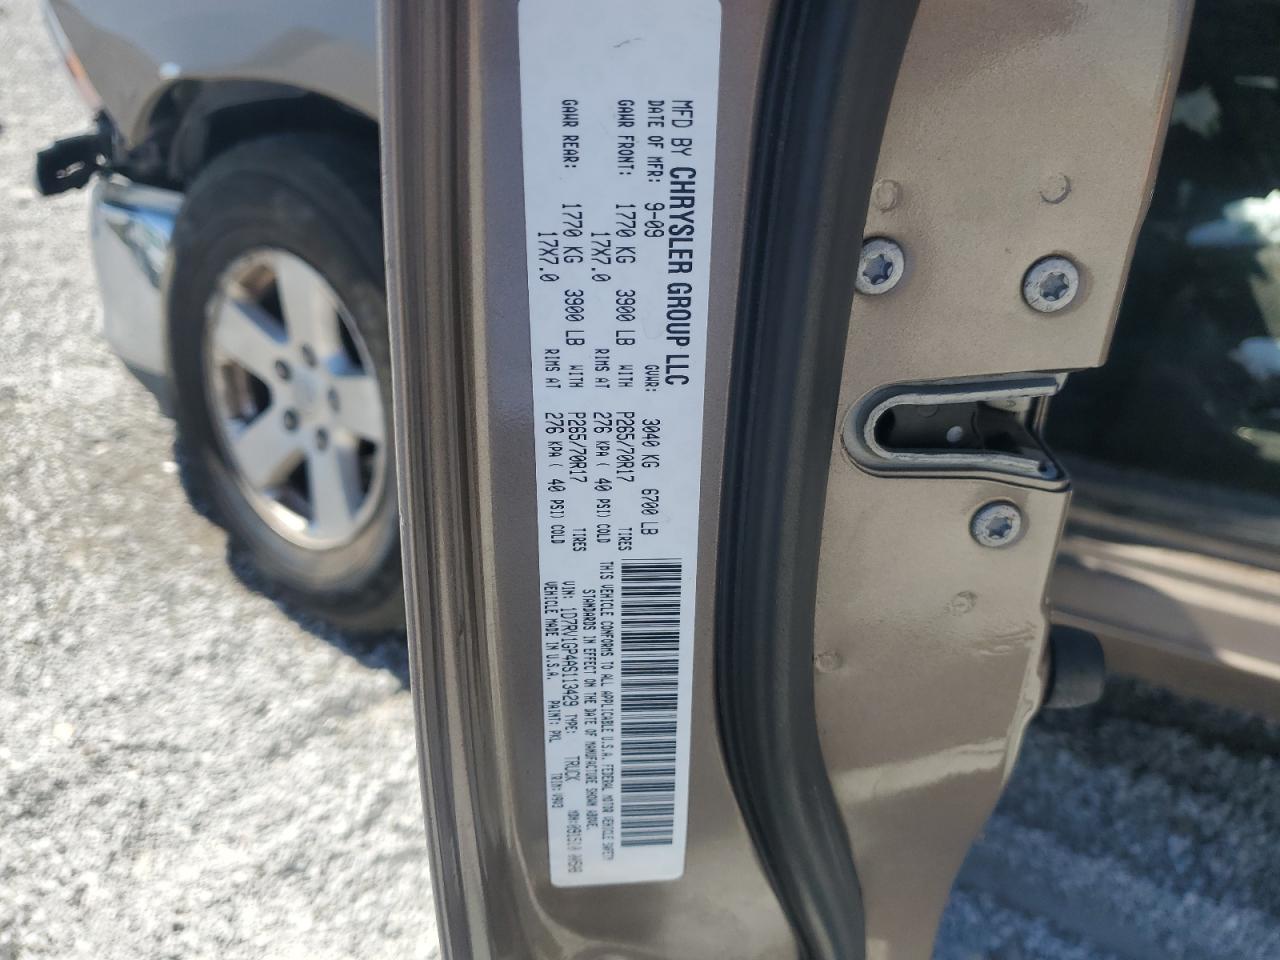 MFD BY CHRYSLER GROUP LLC
DATE OF MFR: 9-09 GVWR: 3040 KG 6700 LB
GAWR FRONT: 1770 KG 3900 LB WITH P265/70R17 TIRES
17X7.0 RIMS AT 276 KPA ( 40 PSI) COLD
GAWR REAR: 1770 KG 3900 LB WITH P265/70R17 TIRES
17X7.0 RIMS AT 276 KPA ( 40 PSI) COLD
THIS VEHICLE CONFORMS TO ALL APPLICABLE U.S.A. FEDERAL MOTOR VEHICLE SAFETY
STANDARDS IN EFFECT ON THE DATE OF MANUFACTURE SHOWN ABOVE.
VIN: 1D7RV1GP4AS113429 TYPE: TRUCK
VEHICLE MADE IN U.S.A. PAINT: PKL